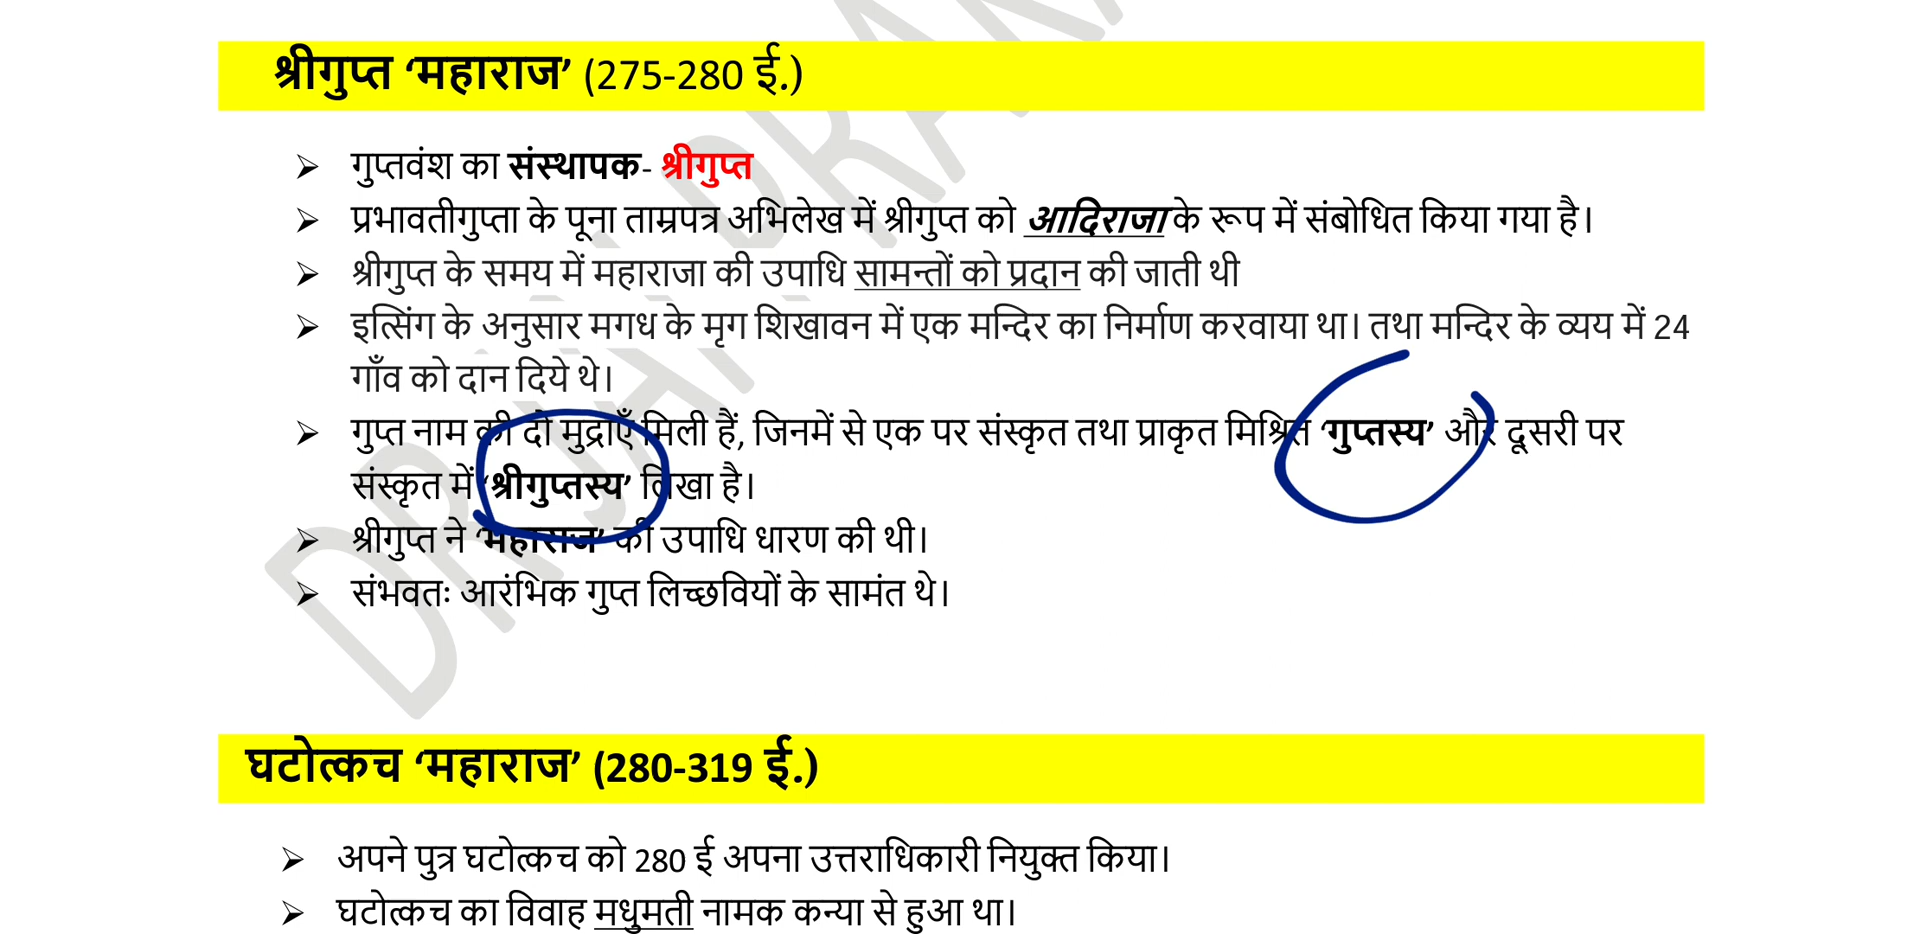 श्रीगुप्त ‘महाराज’ (275-280 ई.)
➢ गुप्तवंश का संस्थापक- श्रीगुप्त
➢ प्रभावतीगुप्ता के पूना ताम्रपत्र अभिलेख में श्रीगुप्त को आदिराजा के रूप में संबोधित किया गया है।
➢ श्रीगुप्त के समय में महाराजा की उपाधि सामन्तों को प्रदान की जाती थी
➢ इत्सिंग के अनुसार मगध के मृग शिखावन में एक मन्दिर का निर्माण करवाया था। तथा मन्दिर के व्यय में 24
गाँव को दान दिये थे।
➢ गुप्त नाम की दो मुद्राएँ मिली हैं, जिनमें से एक पर संस्कृत तथा प्राकृत मिश्रित ‘गुप्तस्य’ और दूसरी पर
संस्कृत में ‘श्रीगुप्तस्य’ लिखा है।
➢ श्रीगुप्त ने ‘महाराज’ की उपाधि धारण की थी।
➢ संभवतः आरंभिक गुप्त लिच्छवियों के सामंत थे।
घटोत्कच ‘महाराज’ (280-319 ई.)
➢ अपने पुत्र घटोत्कच को 280 ई अपना उत्तराधिकारी नियुक्त किया।
➢ घटोत्कच का विवाह मधुमती नामक कन्या से हुआ था।